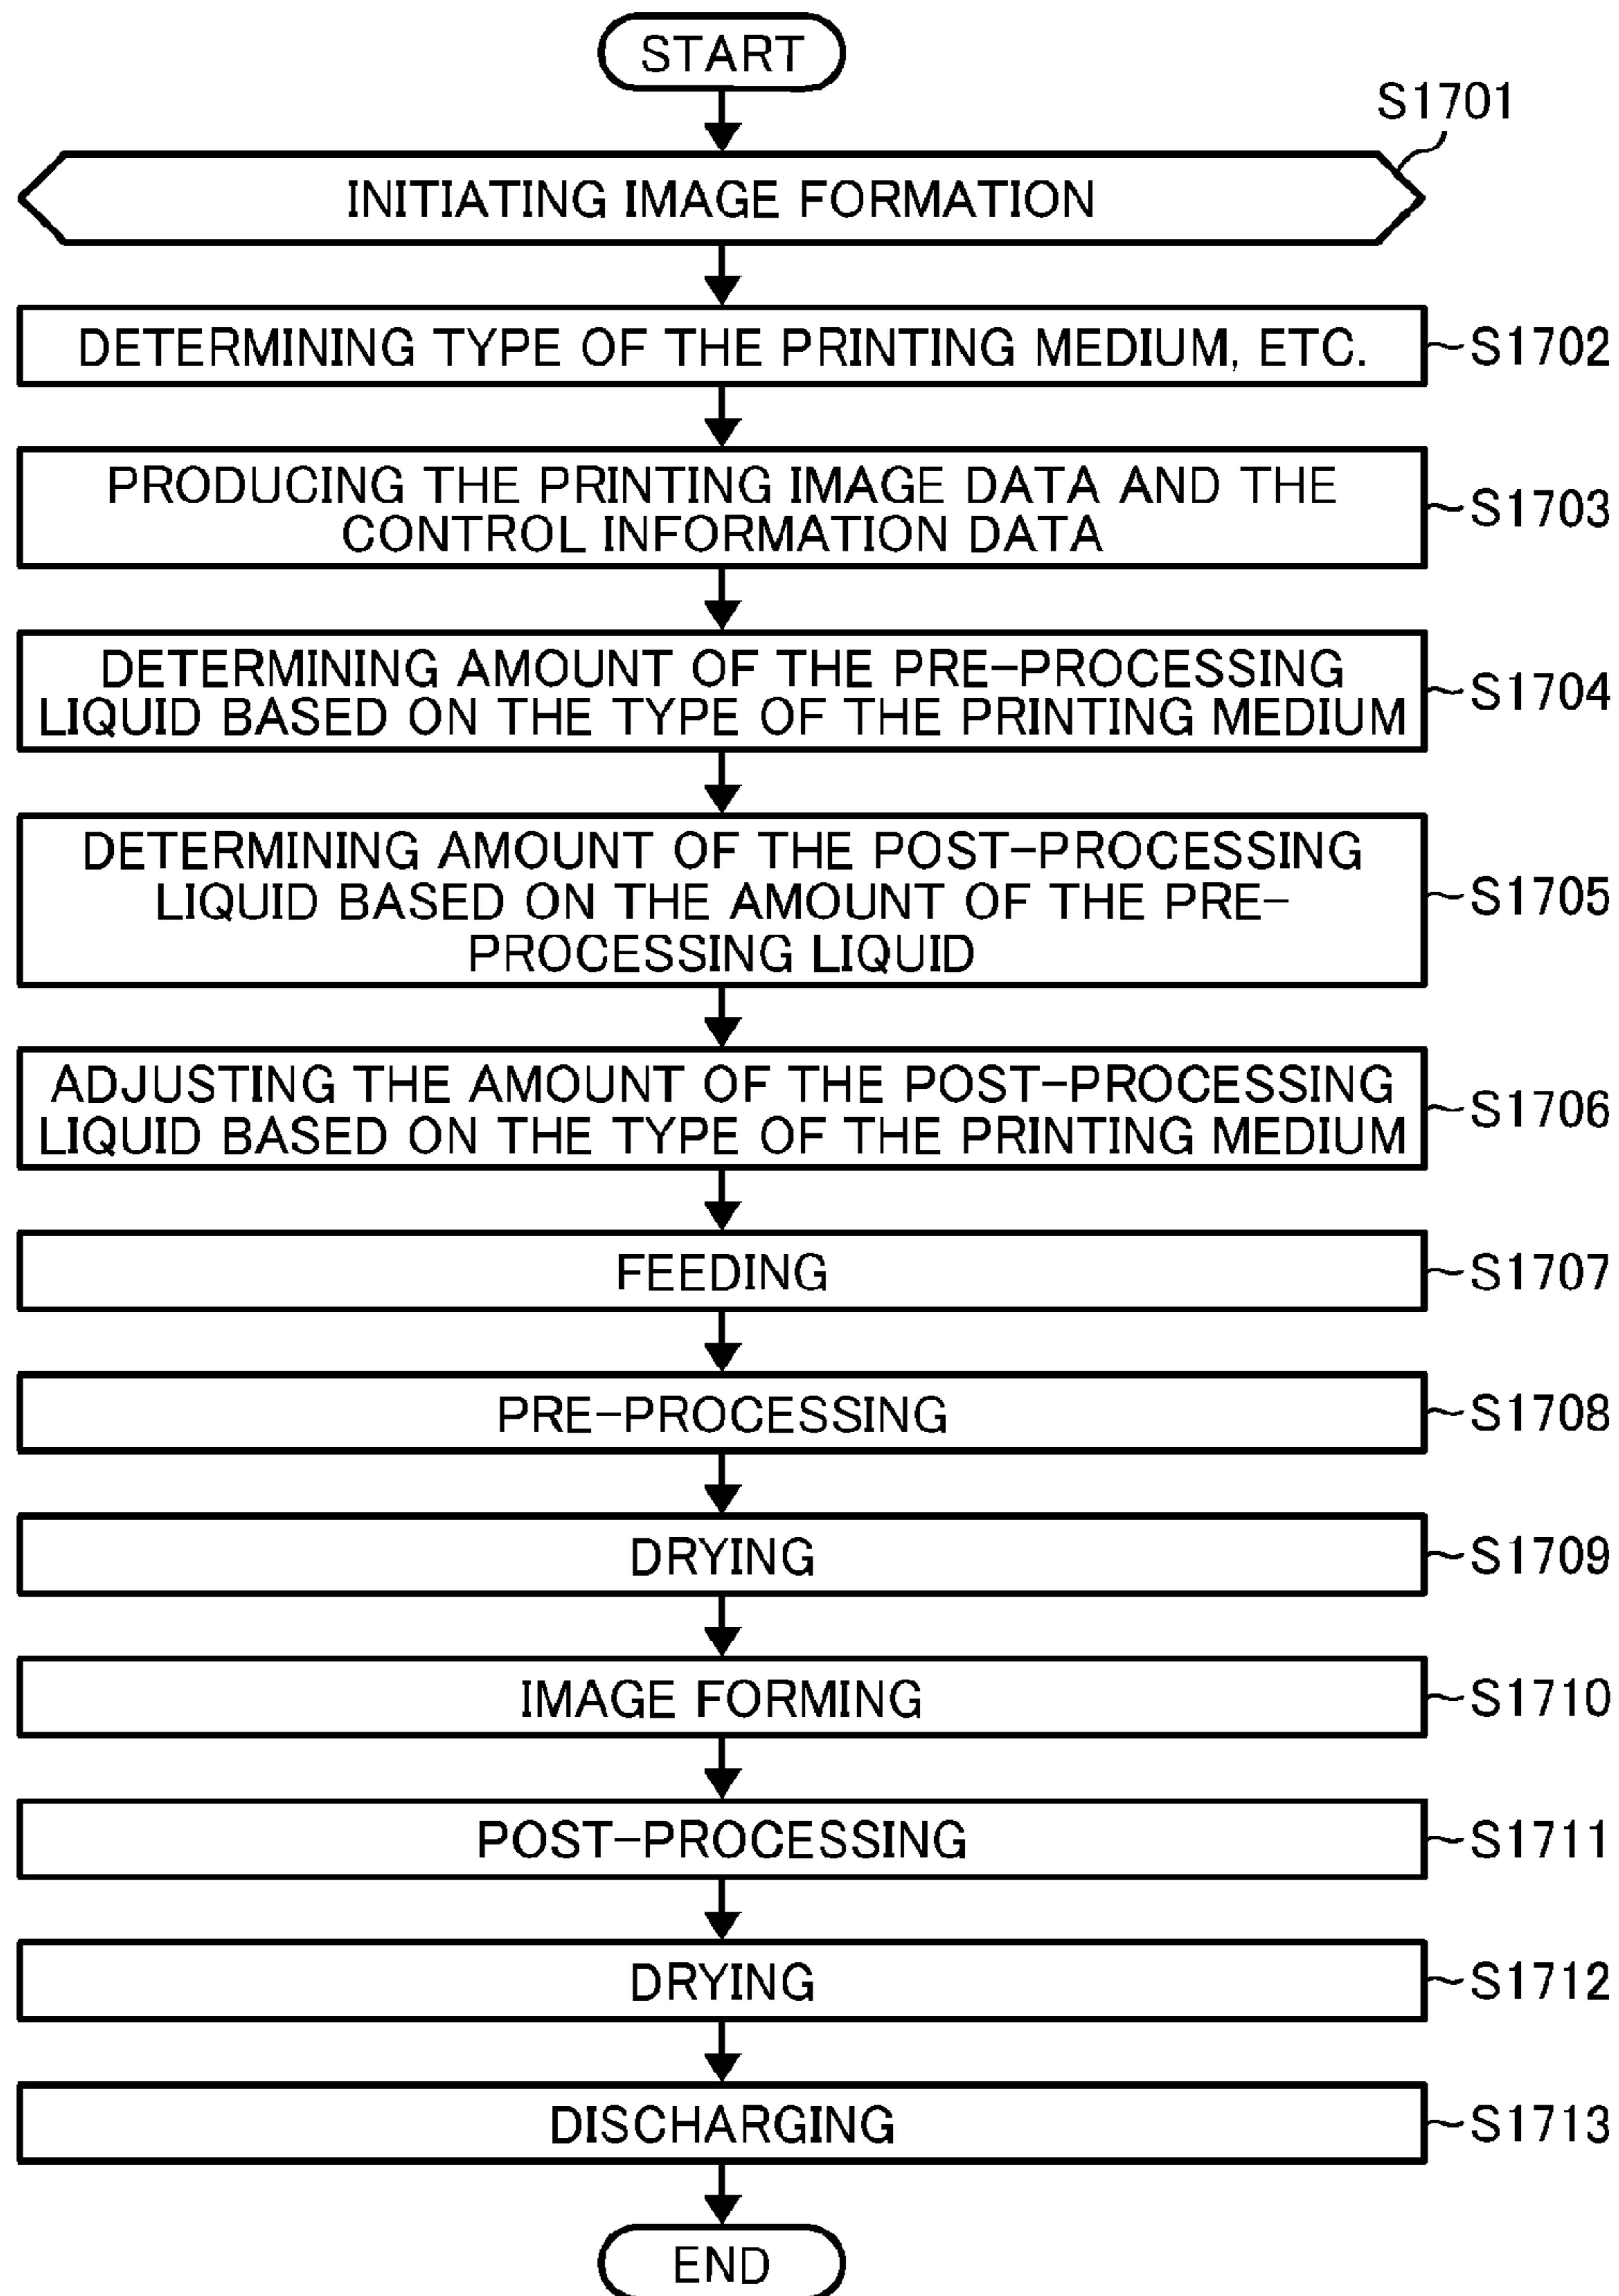 START
S1701
INITIATING IMAGE FORMATION
DETERMINING TYPE OF THE PRINTING MEDIUM, ETC.
S1702
PRODUCING THE PRINTING IMAGE DATA AND THE
CONTROL INFORMATION DATA
S1703
DETERMINING AMOUNT OF THE PRE-PROCESSING
LIQUID BASED ON THE TYPE OF THE PRINTING MEDIUM
S1704
DETERMINING AMOUNT OF THE POST-PROCESSING
LIQUID BASED ON THE AMOUNT OF THE PRE-
PROCESSING LIQUID
S1705
ADJUSTING THE AMOUNT OF THE POST-PROCESSING
LIQUID BASED ON THE TYPE OF THE PRINTING MEDIUM
S1706
FEEDING
S1707
PRE-PROCESSING
S1708
DRYING
S1709
IMAGE FORMING
S1710
POST-PROCESSING
S1711
DRYING
S1712
DISCHARGING
S1713
END